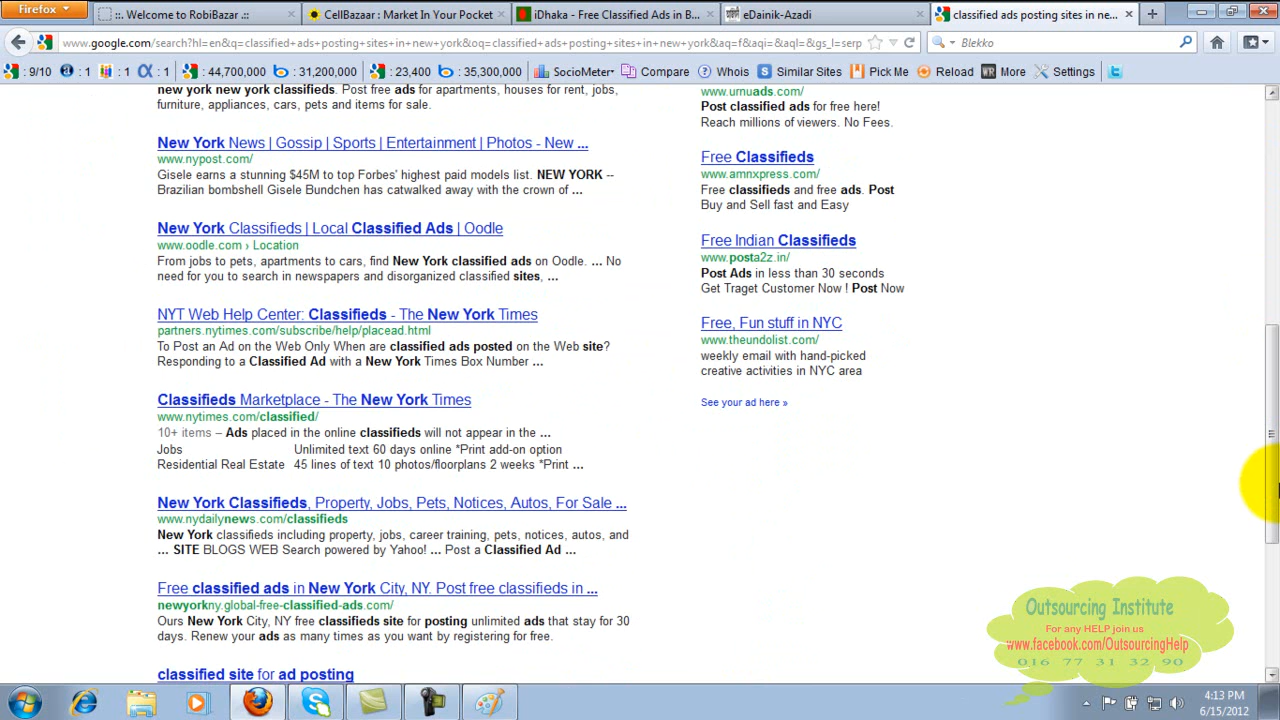 Firefox
::. Welcome to RobiBazar .::
CellBazaar : Market In Your Pocket
iDhaka - Free Classified Ads in B...
eDainik-Azadi
classified ads posting sites in ne...
www.google.com/search?hl=en&q=classified+ads+posting+sites+in+new+york&oq=classified+ads+posting+sites+in+new+york&aq=f&aqi=&aql=&gs_l=serp
Blekko
: 9/10 : 1 : 1 : 1 : 44,700,000 : 31,200,000 : 23,400 : 35,300,000 SocioMeter Compare Whois Similar Sites Pick Me Reload More Settings
new york new york classifieds. Post free ads for apartments, houses for rent, jobs,
furniture, appliances, cars, pets and items for sale.
New York News | Gossip | Sports | Entertainment | Photos - New ...
www.nypost.com/
Gisele earns a stunning $45M to top Forbes' highest paid models list. NEW YORK --
Brazilian bombshell Gisele Bundchen has catwalked away with the crown of ...
New York Classifieds | Local Classified Ads | Oodle
www.oodle.com › Location
From jobs to pets, apartments to cars, find New York classified ads on Oodle. ... No
need for you to search in newspapers and disorganized classified sites, ...
NYT Web Help Center: Classifieds - The New York Times
partners.nytimes.com/subscribe/help/placead.html
To Post an Ad on the Web Only When are classified ads posted on the Web site?
Responding to a Classified Ad with a New York Times Box Number ...
Classifieds Marketplace - The New York Times
www.nytimes.com/classified/
10+ items – Ads placed in the online classifieds will not appear in the ...
Jobs Unlimited text 60 days online *Print add-on option
Residential Real Estate 45 lines of text 10 photos/floorplans 2 weeks *Print ...
New York Classifieds, Property, Jobs, Pets, Notices, Autos, For Sale ...
www.nydailynews.com/classifieds
New York classifieds including property, jobs, career training, pets, notices, autos, and
... SITE BLOGS WEB Search powered by Yahoo! ... Post a Classified Ad ...
Free classified ads in New York City, NY. Post free classifieds in ...
newyorkny.global-free-classified-ads.com/
Ours New York City, NY free classifieds site for posting unlimited ads that stay for 30
days. Renew your ads as many times as you want by registering for free.
classified site for ad posting
www.umuads.com/
Post classified ads for free here!
Reach millions of viewers. No Fees.
Free Classifieds
www.amnxpress.com/
Free classifieds and free ads. Post
Buy and Sell fast and Easy
Free Indian Classifieds
www.posta2z.in/
Post Ads in less than 30 seconds
Get Traget Customer Now ! Post Now
Free, Fun stuff in NYC
www.theundolist.com/
weekly email with hand-picked
creative activities in NYC area
See your ad here »
Outsourcing Institute
For any HELP join us
www.facebook.com/OutsourcingHelp
016 77 31 32 90
4:13 PM
6/15/2012